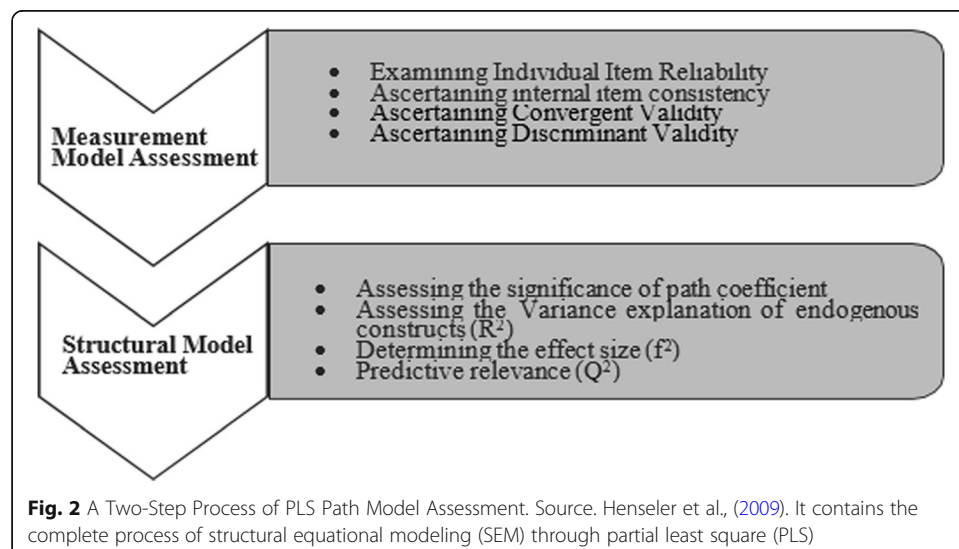 • Examining Individual Item Reliability
• Ascertaining internal item consistency
• Ascertaining Convergent Validity
• Ascertaining Discriminant Validity
Measurement
Model Assessment
• Assessing the significance of path coefficient
• Assessing the Variance explanation of endogenous
constructs (R²)
• Determining the effect size (f²)
• Predictive relevance (Q²)
Structural Model
Assessment
Fig. 2 A Two-Step Process of PLS Path Model Assessment. Source. Henseler et al., (2009). It contains the
complete process of structural equational modeling (SEM) through partial least square (PLS)